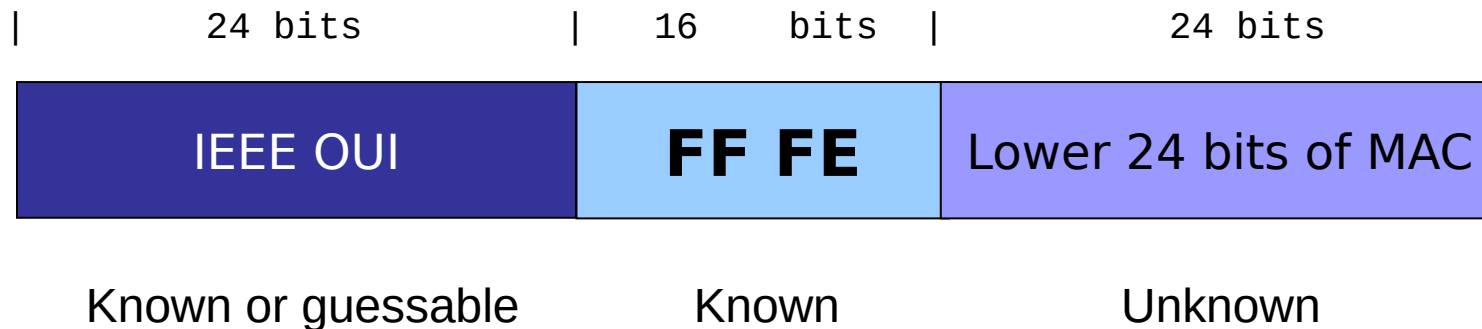 | 24 bits | 16 bits | 24 bits
IEEE OUI FF FE Lower 24 bits of MAC
Known or guessable Known Unknown